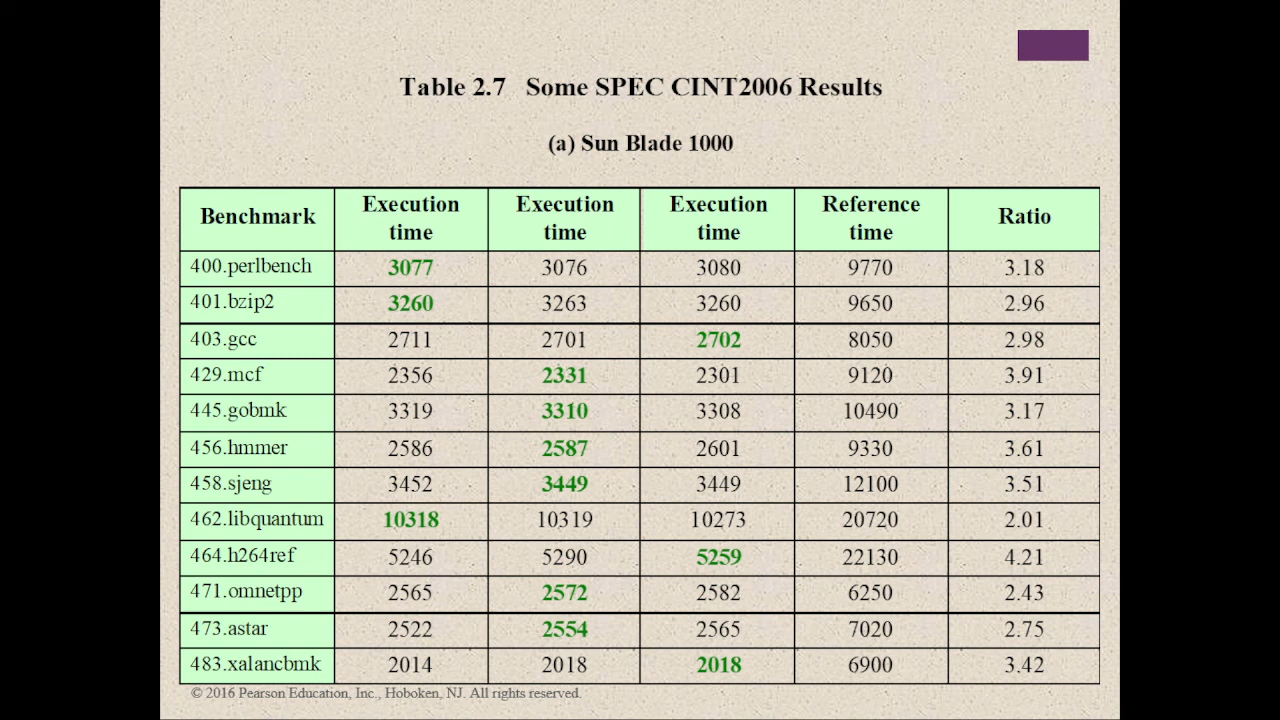 Table 2.7 Some SPEC CINT2006 Results
(a) Sun Blade 1000
Benchmark Execution time Execution time Execution time Reference time Ratio
400.perlbench 3077 3076 3080 9770 3.18
401.bzip2 3260 3263 3260 9650 2.96
403.gcc 2711 2701 2702 8050 2.98
429.mcf 2356 2331 2301 9120 3.91
445.gobmk 3319 3310 3308 10490 3.17
456.hmmer 2586 2587 2601 9330 3.61
458.sjeng 3452 3449 3449 12100 3.51
462.libquantum 10318 10319 10273 20720 2.01
464.h264ref 5246 5290 5259 22130 4.21
471.omnetpp 2565 2572 2582 6250 2.43
473.astar 2522 2554 2565 7020 2.75
483.xalancbmk 2014 2018 2018 6900 3.42
© 2016 Pearson Education, Inc., Hoboken, NJ. All rights reserved.